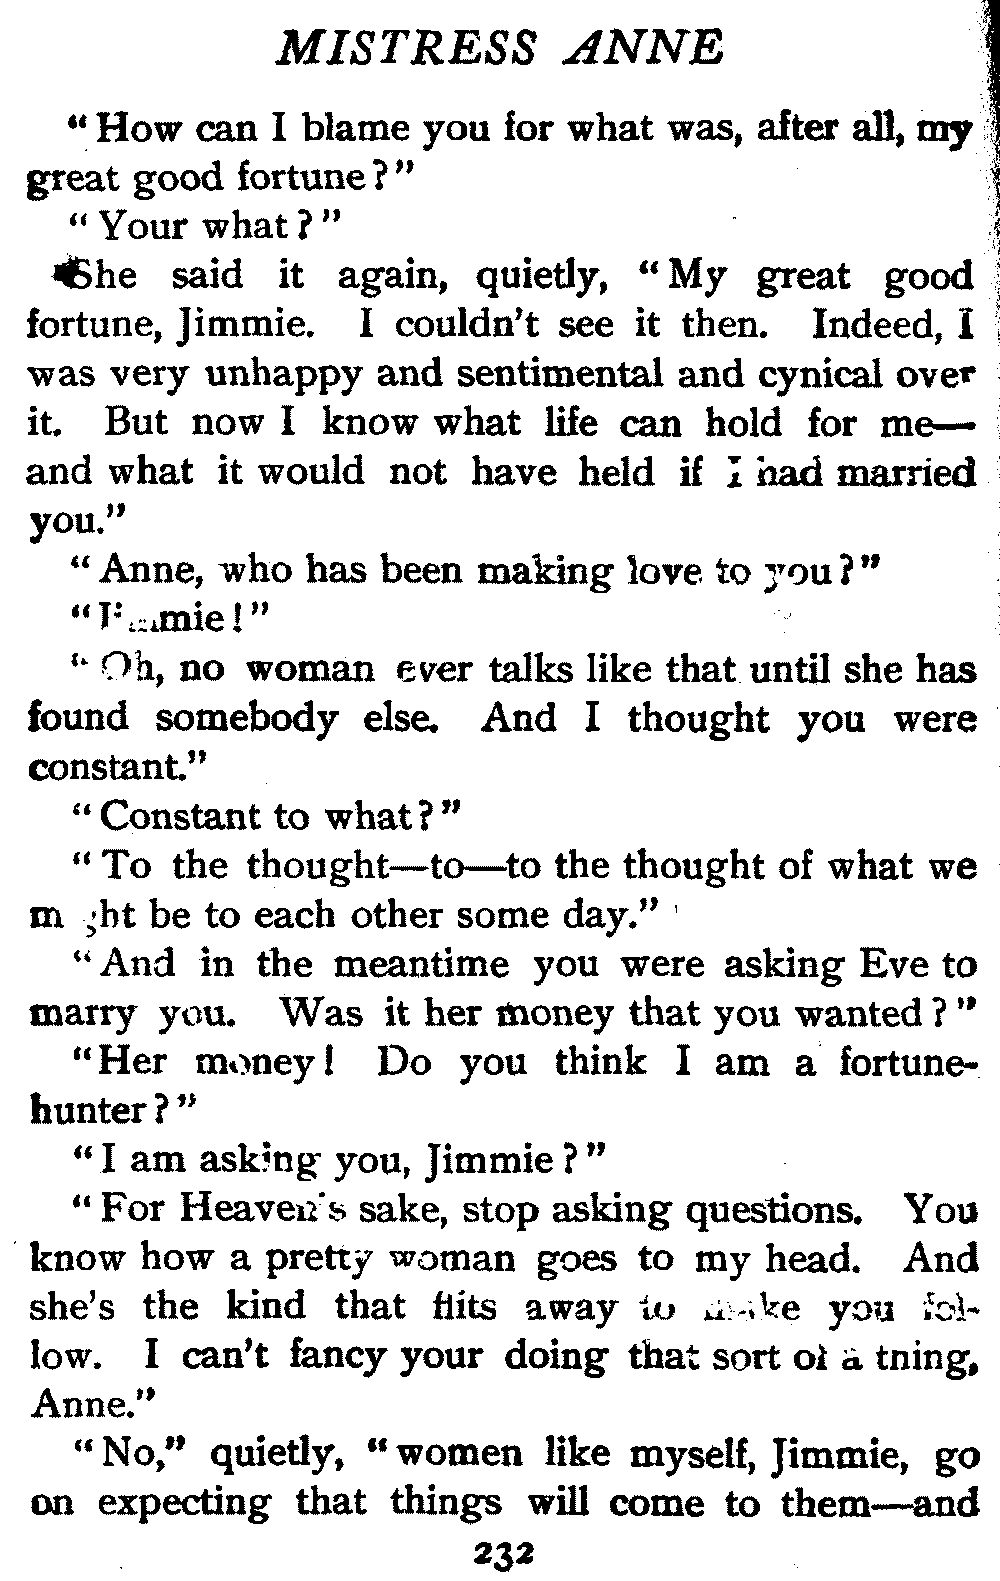 MISTRESS ANNE
“How can I blame you for what was, after all, my
great good fortune?”
“Your what?”
She said it again, quietly, “My great good
fortune, Jimmie. I couldn't see it then. Indeed, I
was very unhappy and sentimental and cynical over
it. But now I know what life can hold for me—
and what it would not have held if I had married
you.”
“Anne, who has been making love to you?”
“Jimmie!”
“Oh, no woman ever talks like that until she has
found somebody else. And I thought you were
constant.”
“Constant to what?”
“To the thought—to—to the thought of what we
might be to each other some day.”
“And in the meantime you were asking Eve to
marry you. Was it her money that you wanted?”
“Her money! Do you think I am a fortune-
hunter?”
“I am asking you, Jimmie?”
“For Heaven's sake, stop asking questions. You
know how a pretty woman goes to my head. And
she's the kind that flits away to make you fol-
low. I can't fancy your doing that sort of a thing,
Anne.”
“No,” quietly, “women like myself, Jimmie, go
on expecting that things will come to them—and
232